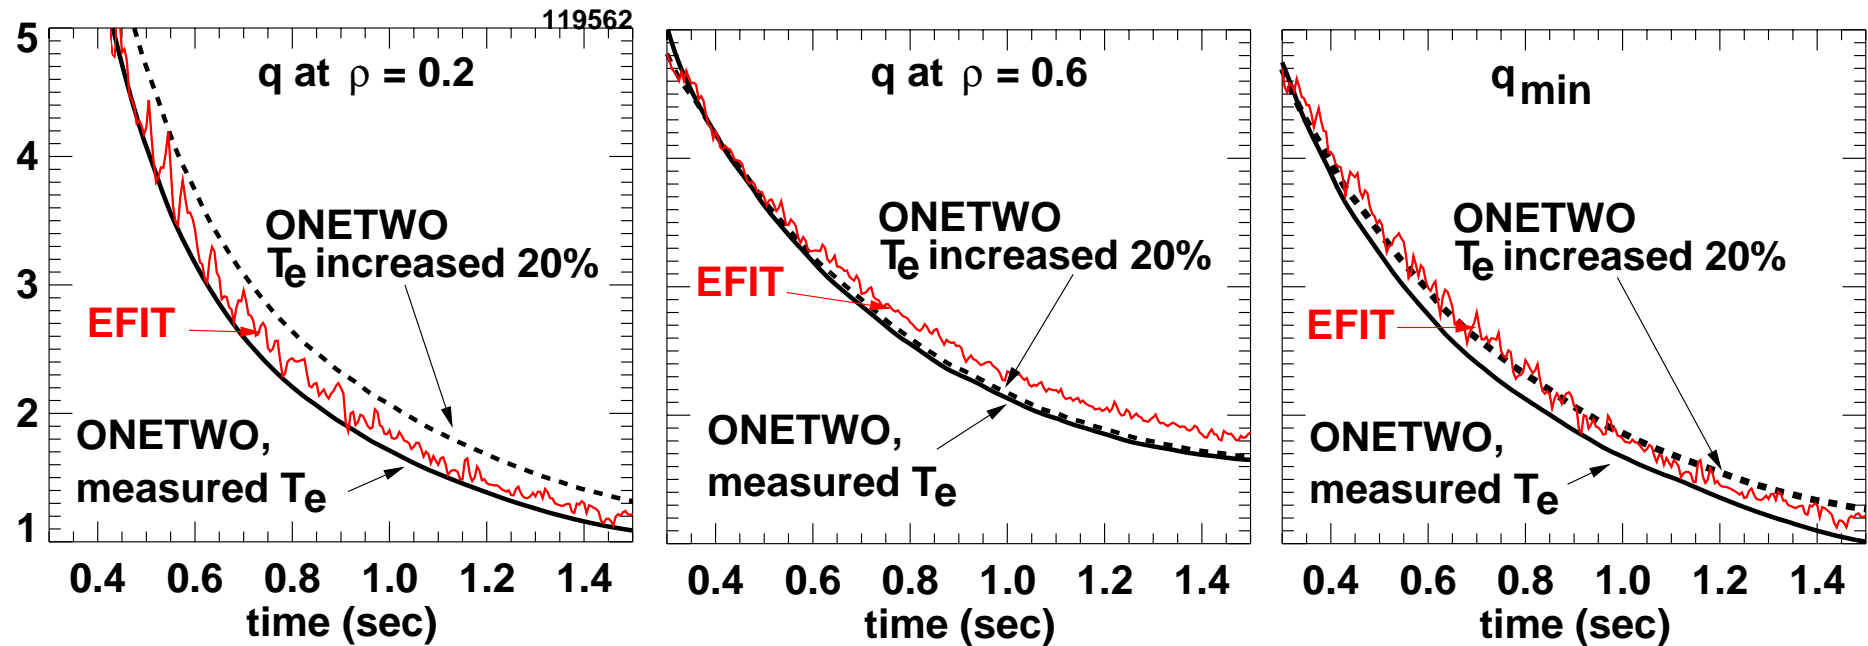 119562
q at ρ = 0.2
ONETWO
Te increased 20%
EFIT
ONETWO,
measured Te
5
4
3
2
1
0.4 0.6 0.8 1.0 1.2 1.4
time (sec)
q at ρ = 0.6
ONETWO
Te increased 20%
EFIT
ONETWO,
measured Te
0.4 0.6 0.8 1.0 1.2 1.4
time (sec)
qmin
ONETWO
Te increased 20%
EFIT
ONETWO,
measured Te
0.4 0.6 0.8 1.0 1.2 1.4
time (sec)